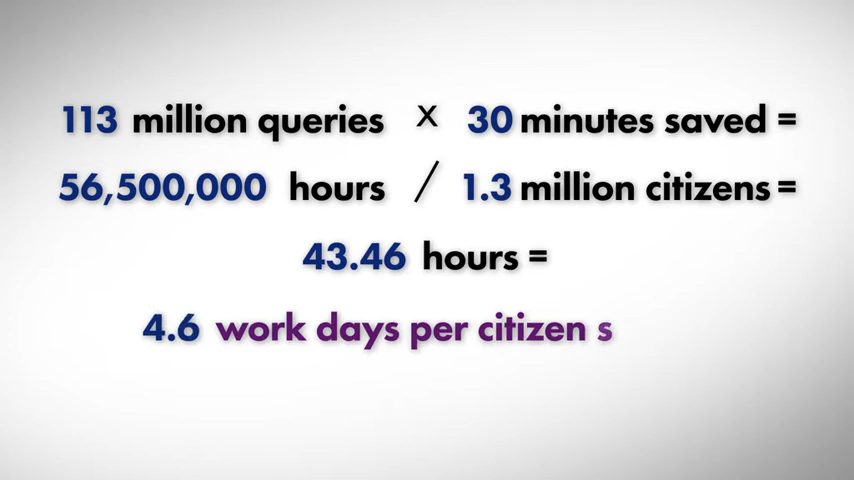 113 million queries x 30 minutes saved =
56,500,000 hours / 1.3 million citizens =
43.46 hours =
4.6 work days per citizen s